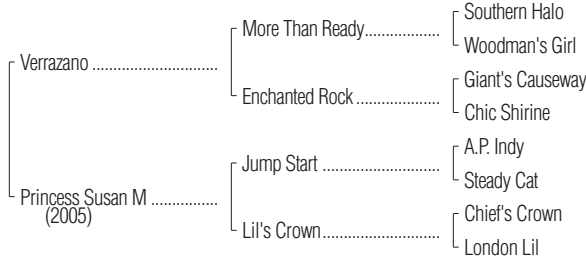 Southern Halo
More Than Ready..................
Woodman's Girl
Verrazano ..............................
Giant's Causeway
Enchanted Rock ....................
Chic Shirine
A.P. Indy
Jump Start ............................
Steady Cat
Princess Susan M ................
(2005)
Chief's Crown
Lil's Crown............................
London Lil